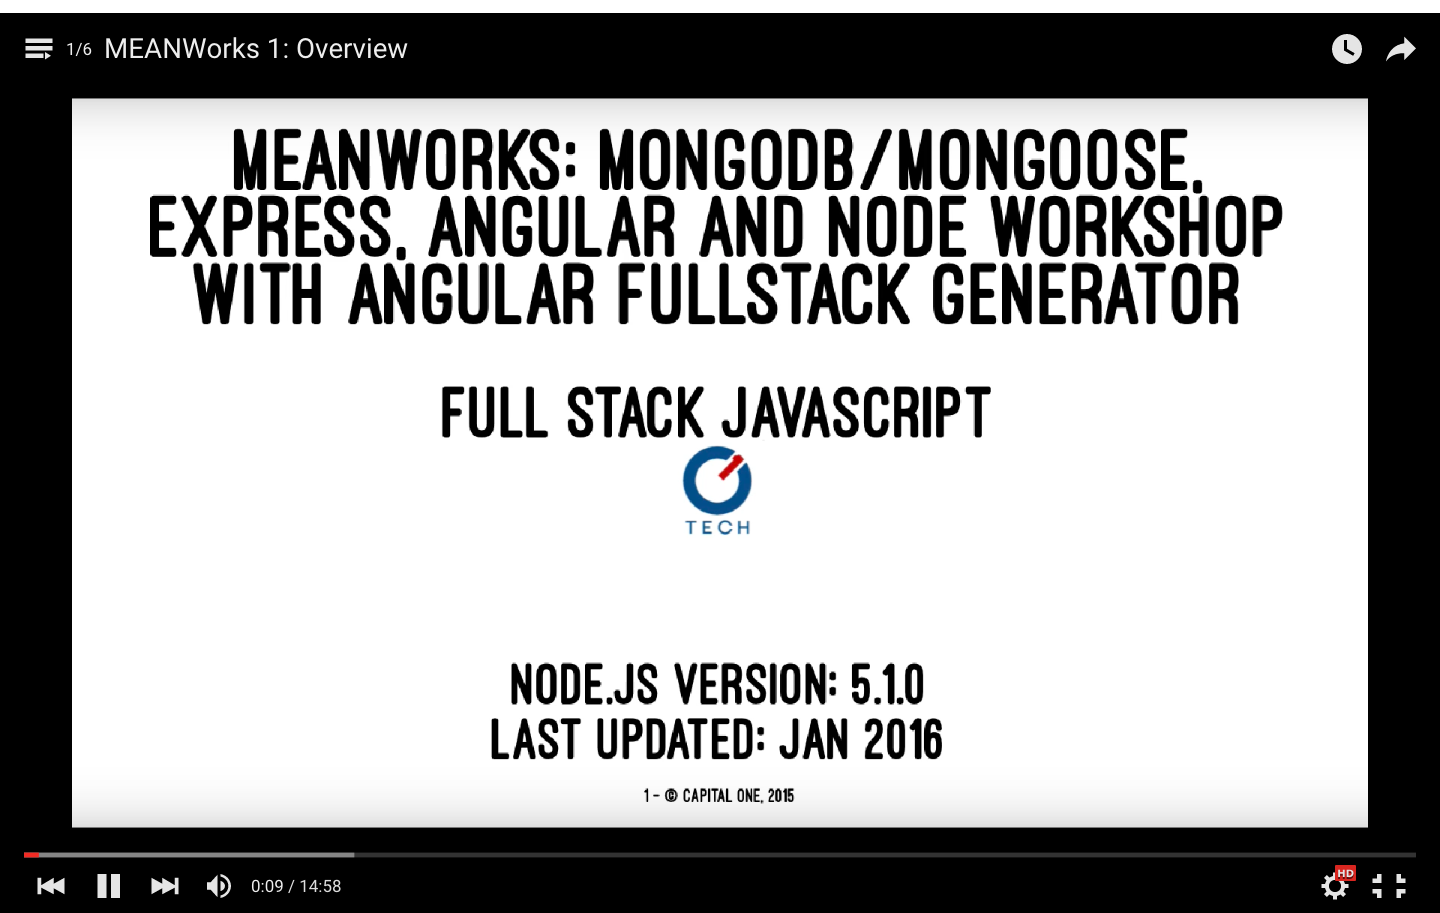 1/6 MEANWorks 1: Overview
MEANWORKS: MONGODB/MONGOOSE,
EXPRESS, ANGULAR AND NODE WORKSHOP
WITH ANGULAR FULLSTACK GENERATOR
FULL STACK JAVASCRIPT
TECH
NODE.JS VERSION: 5.1.0
LAST UPDATED: JAN 2016
1 - © CAPITAL ONE, 2015
0:09 / 14:58
HD